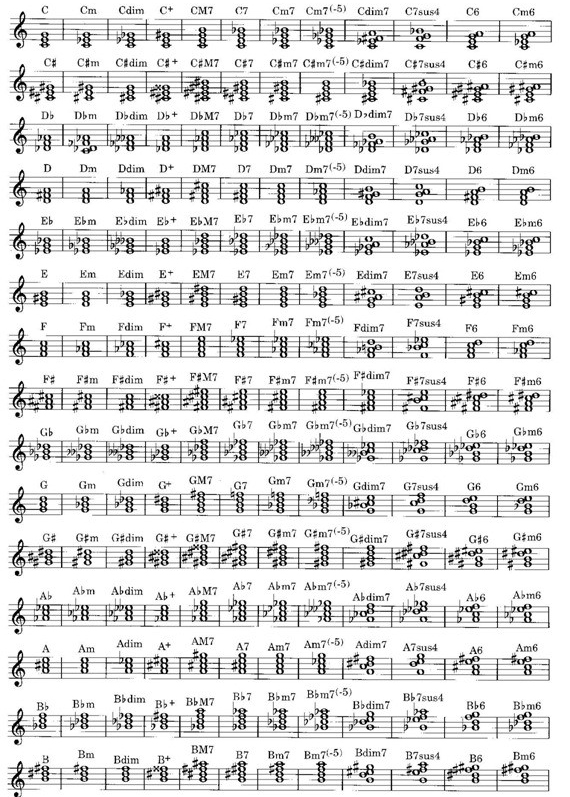 C Cm Cdim C+ CM7 C7 Cm7 Cm7(-5) Cdim7 C7sus4 C6 Cm6
C♯ C♯m C♯dim C♯+ C♯M7 C♯7 C♯m7 C♯m7(-5) C♯dim7 C♯7sus4 C♯6 C♯m6
D♭ D♭m D♭dim D♭+ D♭M7 D♭7 D♭m7 D♭m7(-5) D♭dim7 D♭7sus4 D♭6 D♭m6
D Dm Ddim D+ DM7 D7 Dm7 Dm7(-5) Ddim7 D7sus4 D6 Dm6
E♭ E♭m E♭dim E♭+ E♭M7 E♭7 E♭m7 E♭m7(-5) E♭dim7 E♭7sus4 E♭6 E♭m6
E Em Edim E+ EM7 E7 Em7 Em7(-5) Edim7 E7sus4 E6 Em6
F Fm Fdim F+ FM7 F7 Fm7 Fm7(-5) Fdim7 F7sus4 F6 Fm6
F♯ F♯m F♯dim F♯+ F♯M7 F♯7 F♯m7 F♯m7(-5) F♯dim7 F♯7sus4 F♯6 F♯m6
G♭ G♭m G♭dim G♭+ G♭M7 G♭7 G♭m7 G♭m7(-5) G♭dim7 G♭7sus4 G♭6 G♭m6
G Gm Gdim G+ GM7 G7 Gm7 Gm7(-5) Gdim7 G7sus4 G6 Gm6
G♯ G♯m G♯dim G♯+ G♯M7 G♯7 G♯m7 G♯m7(-5) G♯dim7 G♯7sus4 G♯6 G♯m6
A♭ A♭m A♭dim A♭+ A♭M7 A♭7 A♭m7 A♭m7(-5) A♭dim7 A♭7sus4 A♭6 A♭m6
A Am Adim A+ AM7 A7 Am7 Am7(-5) Adim7 A7sus4 A6 Am6
B♭ B♭m B♭dim B♭+ B♭M7 B♭7 B♭m7 B♭m7(-5) B♭dim7 B♭7sus4 B♭6 B♭m6
B Bm Bdim B+ BM7 B7 Bm7 Bm7(-5) Bdim7 B7sus4 B6 Bm6